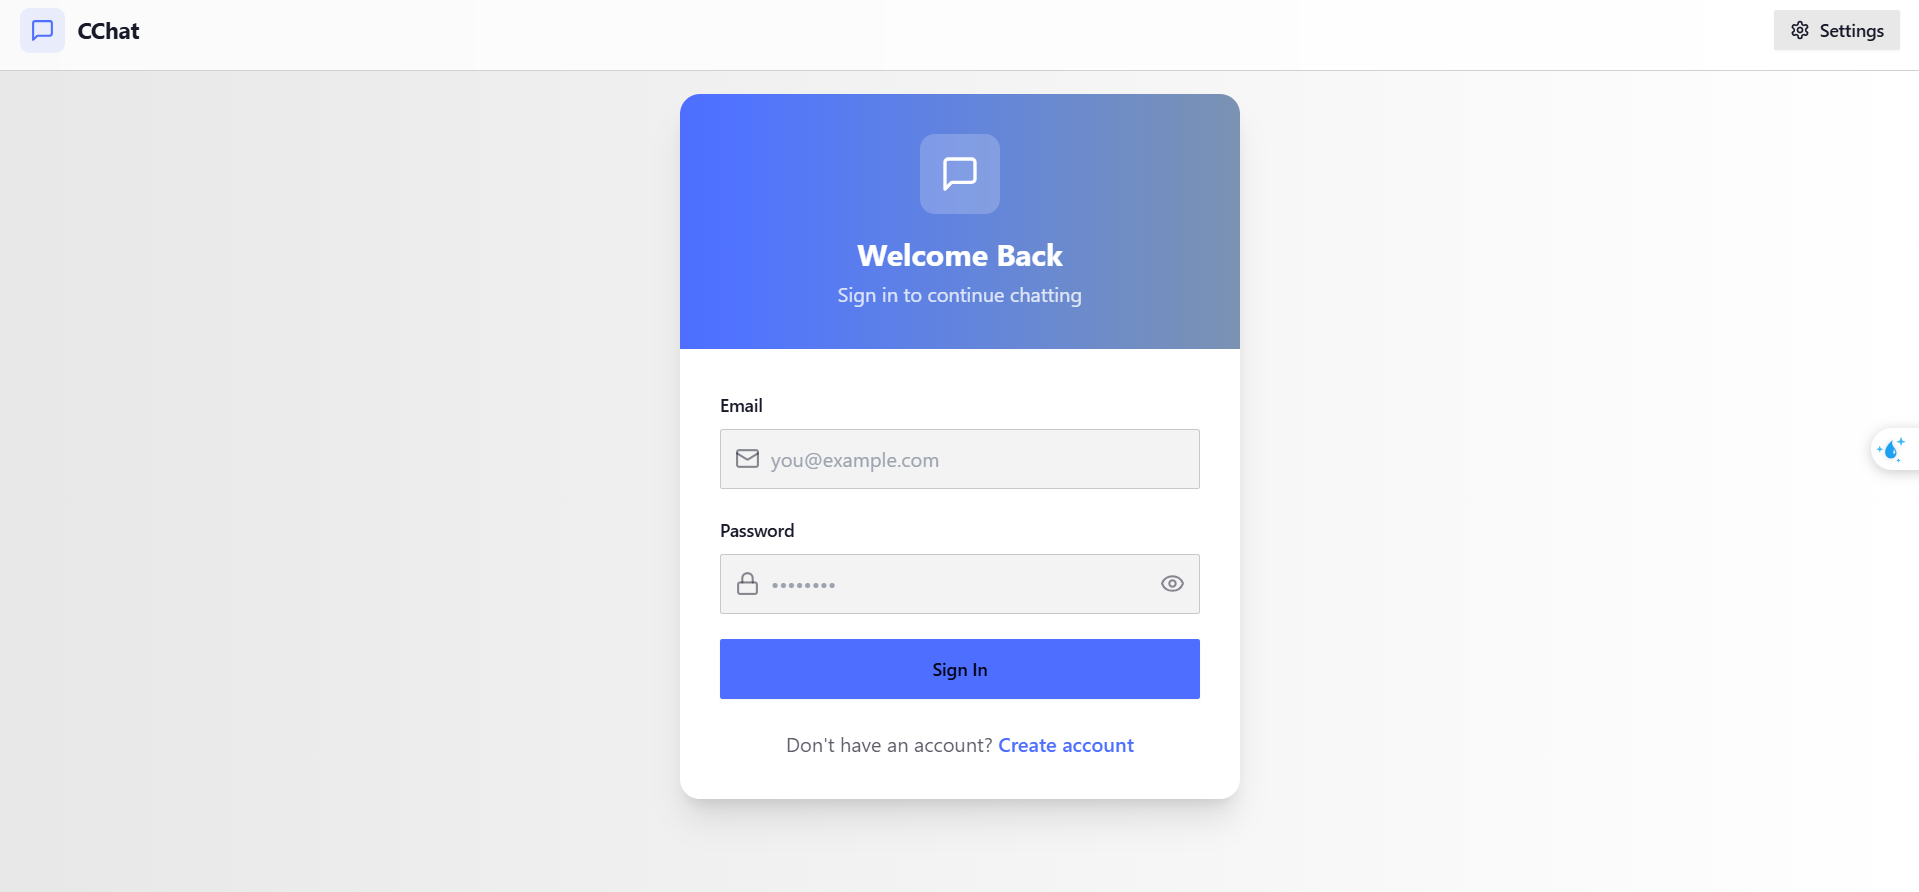 CChat
Settings
Welcome Back
Sign in to continue chatting
Email
you@example.com
Password
••••••••
Sign In
Don't have an account? Create account